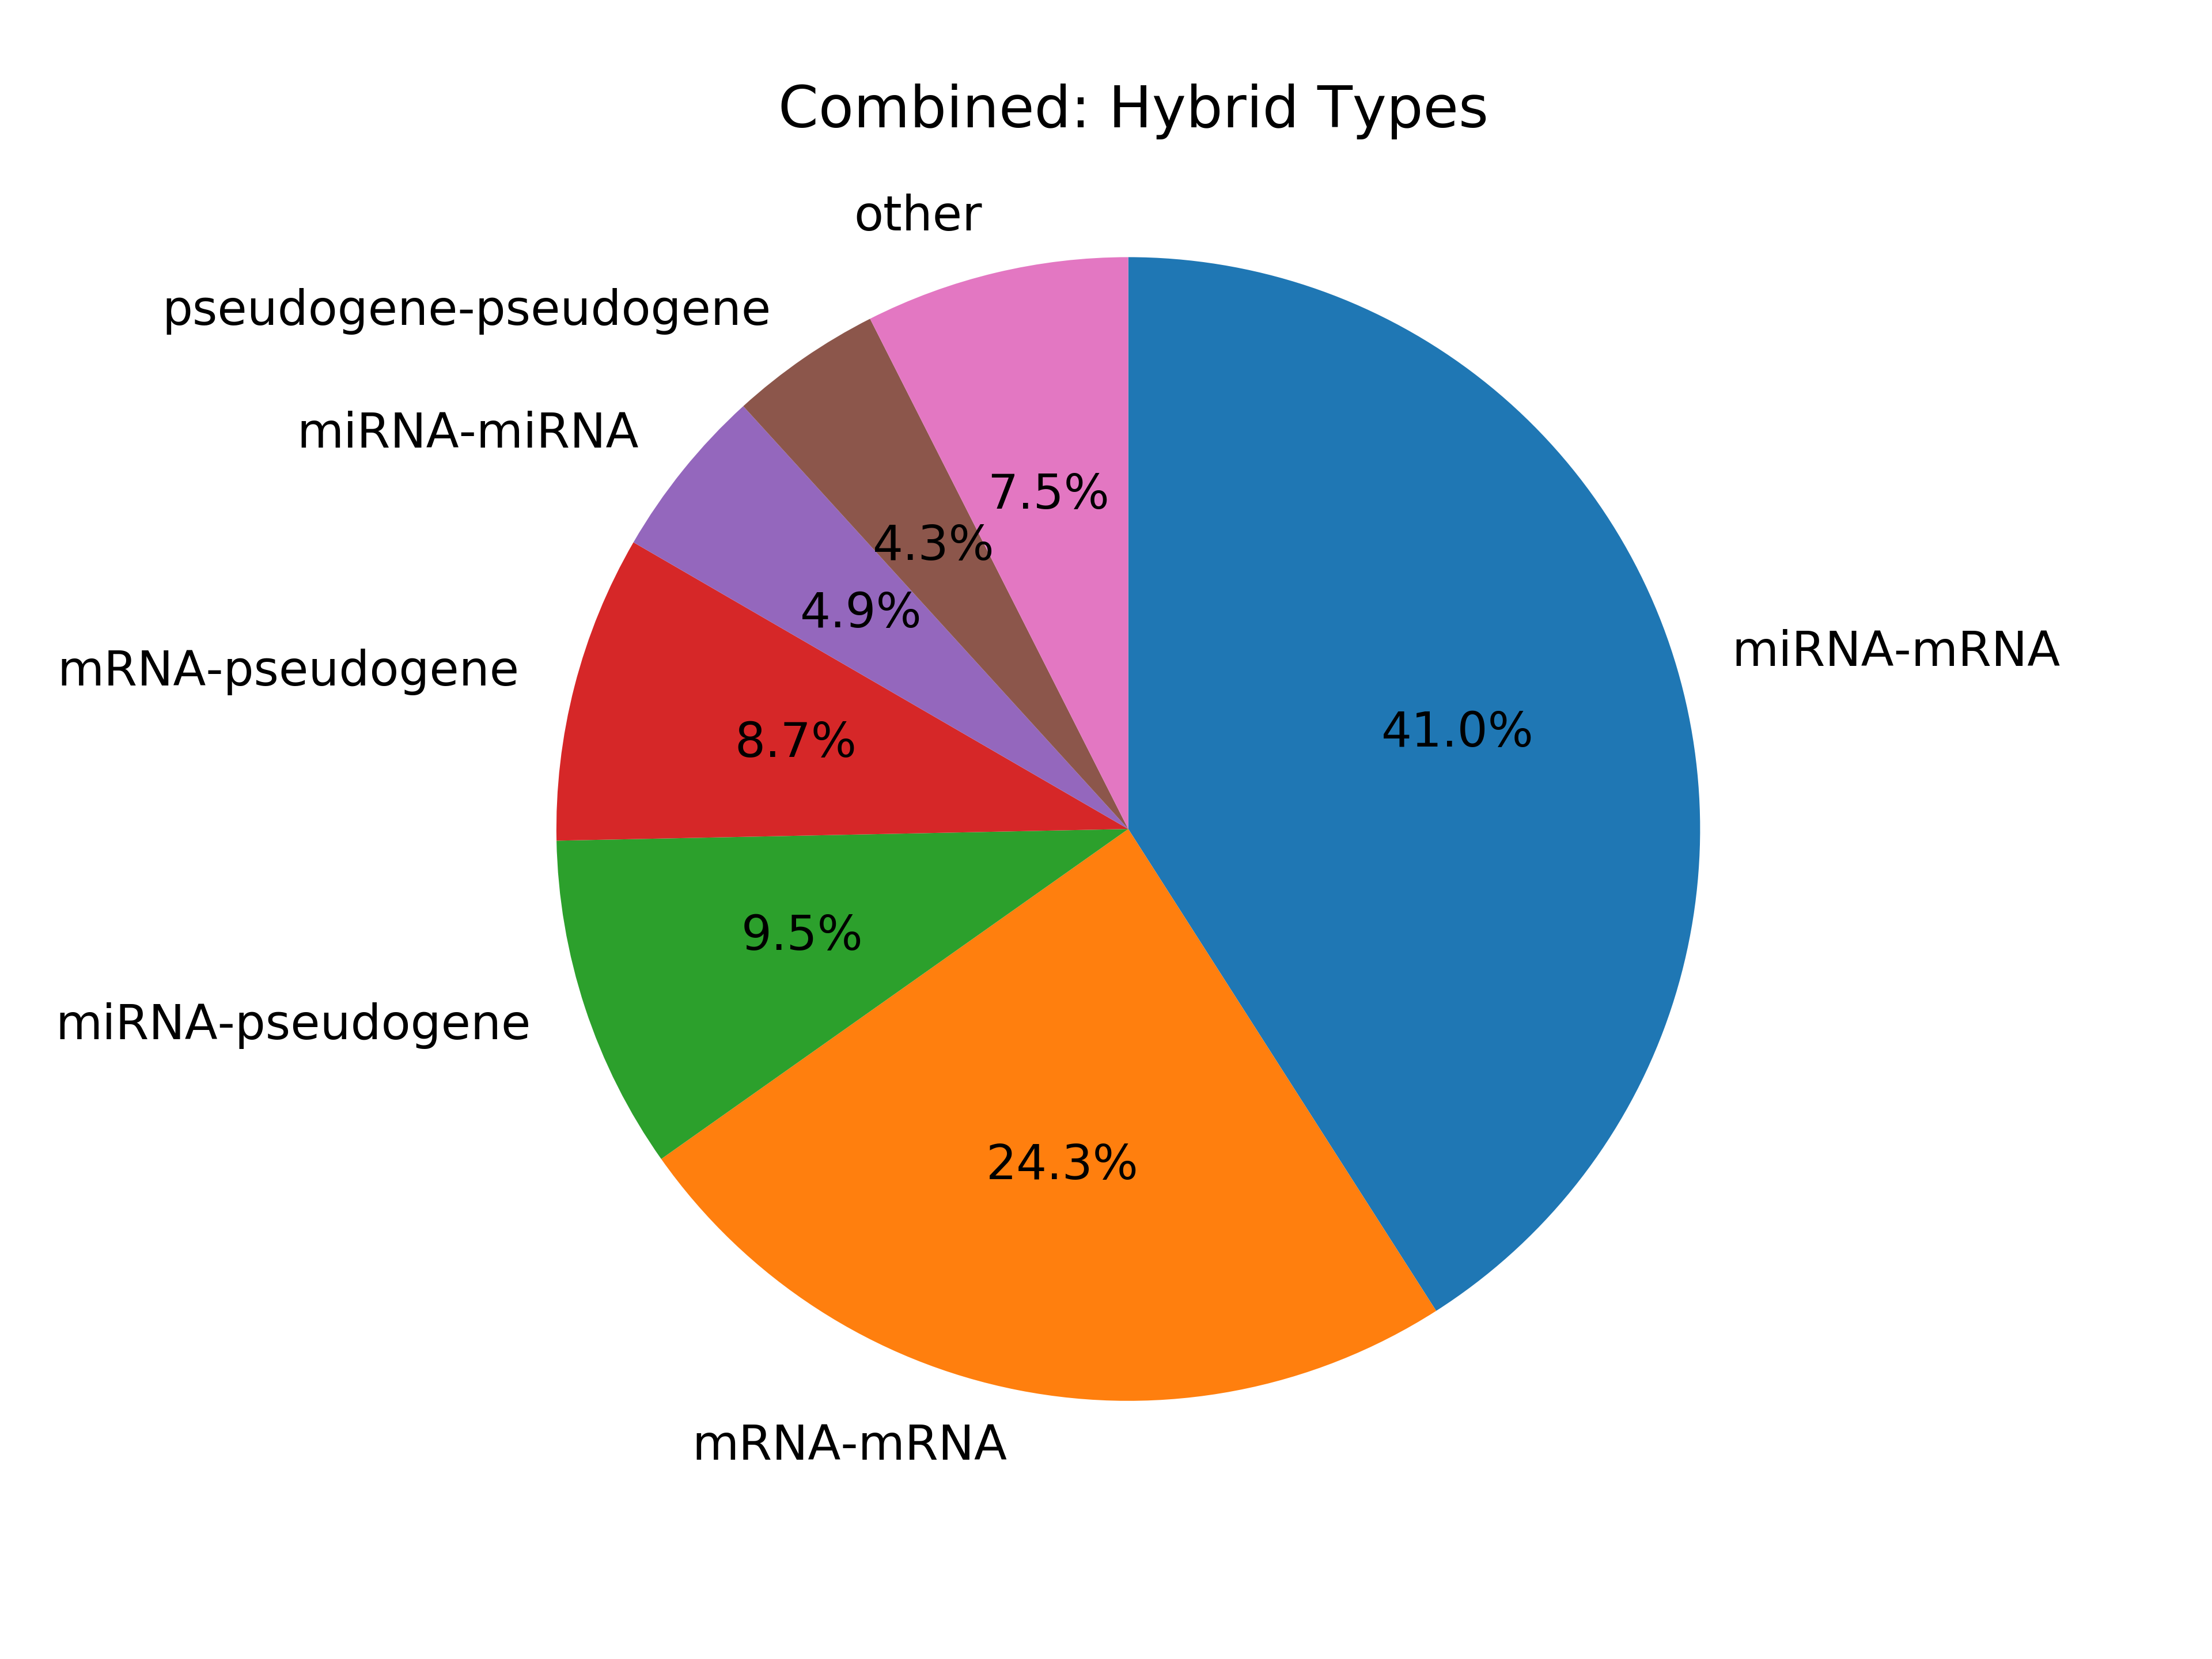 Combined: Hybrid Types
other
pseudogene-pseudogene
miRNA-miRNA
7.5%
4.3%
4.9%
miRNA-mRNA
mRNA-pseudogene
41.0%
8.7%
9.5%
miRNA-pseudogene
24.3%
mRNA-mRNA